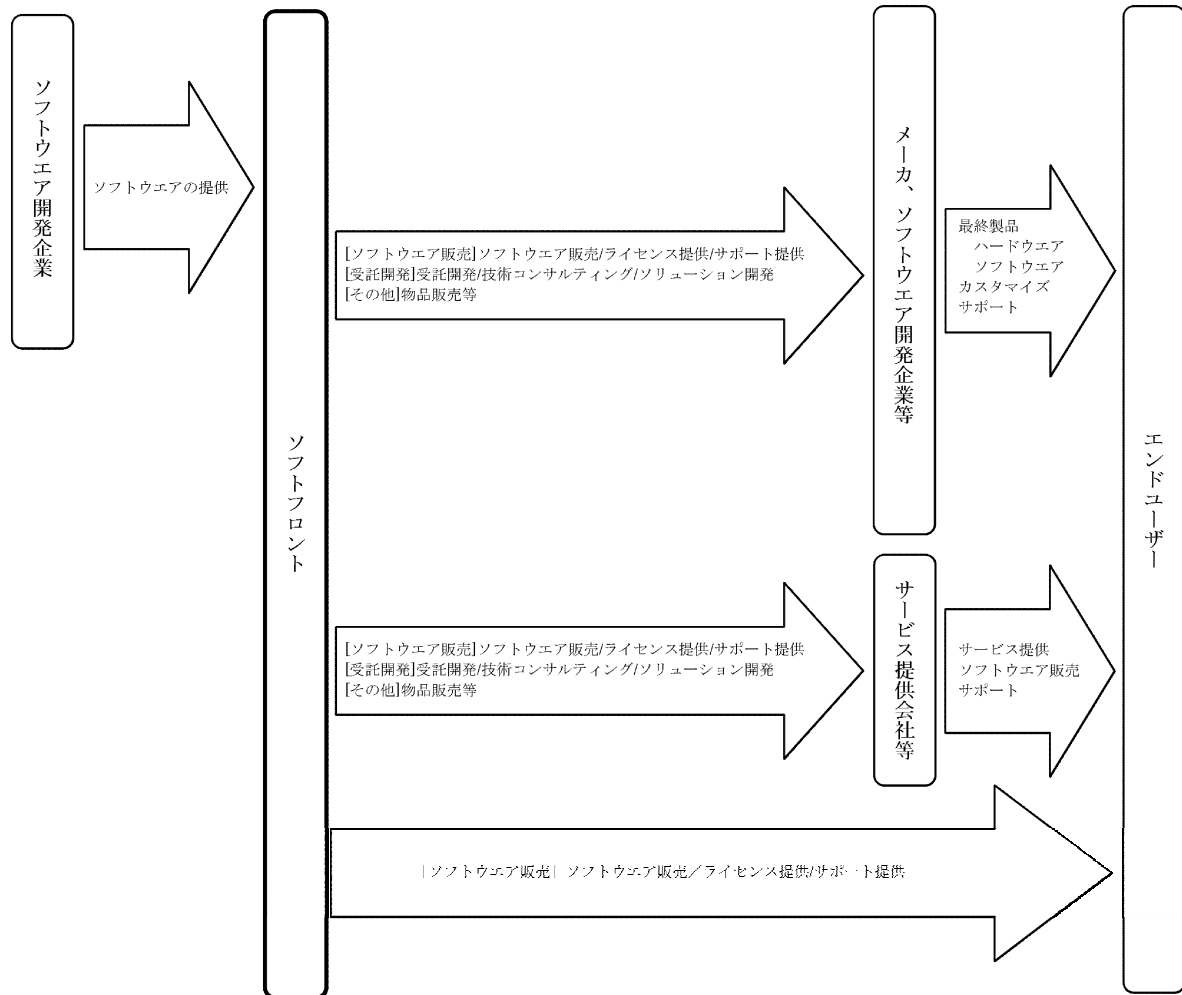 ソフトウエア開発企業
ソフトウエアの提供
ソフトフロント
[ソフトウエア販売]ソフトウエア販売/ライセンス提供/サポート提供
[受託開発]受託開発/技術コンサルティング/ソリューション開発
[その他]物品販売等
メーカ、ソフトウエア開発企業等
最終製品
ハードウエア
ソフトウエア
カスタマイズ
サポート
[ソフトウエア販売]ソフトウエア販売/ライセンス提供/サポート提供
[受託開発]受託開発/技術コンサルティング/ソリューション開発
[その他]物品販売等
サービス提供会社等
サービス提供
ソフトウエア販売
サポート
[ソフトウエア販売] ソフトウエア販売／ライセンス提供/サポート提供
エンドユーザー